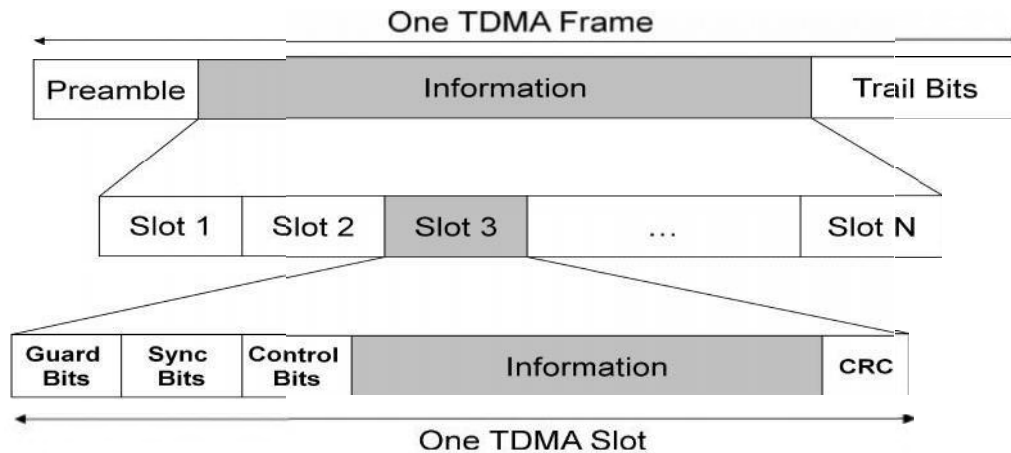 One TDMA Frame
Preamble Information Trail Bits
Slot 1 Slot 2 Slot 3 ... Slot N
Guard Bits Sync Bits Control Bits Information CRC
One TDMA Slot